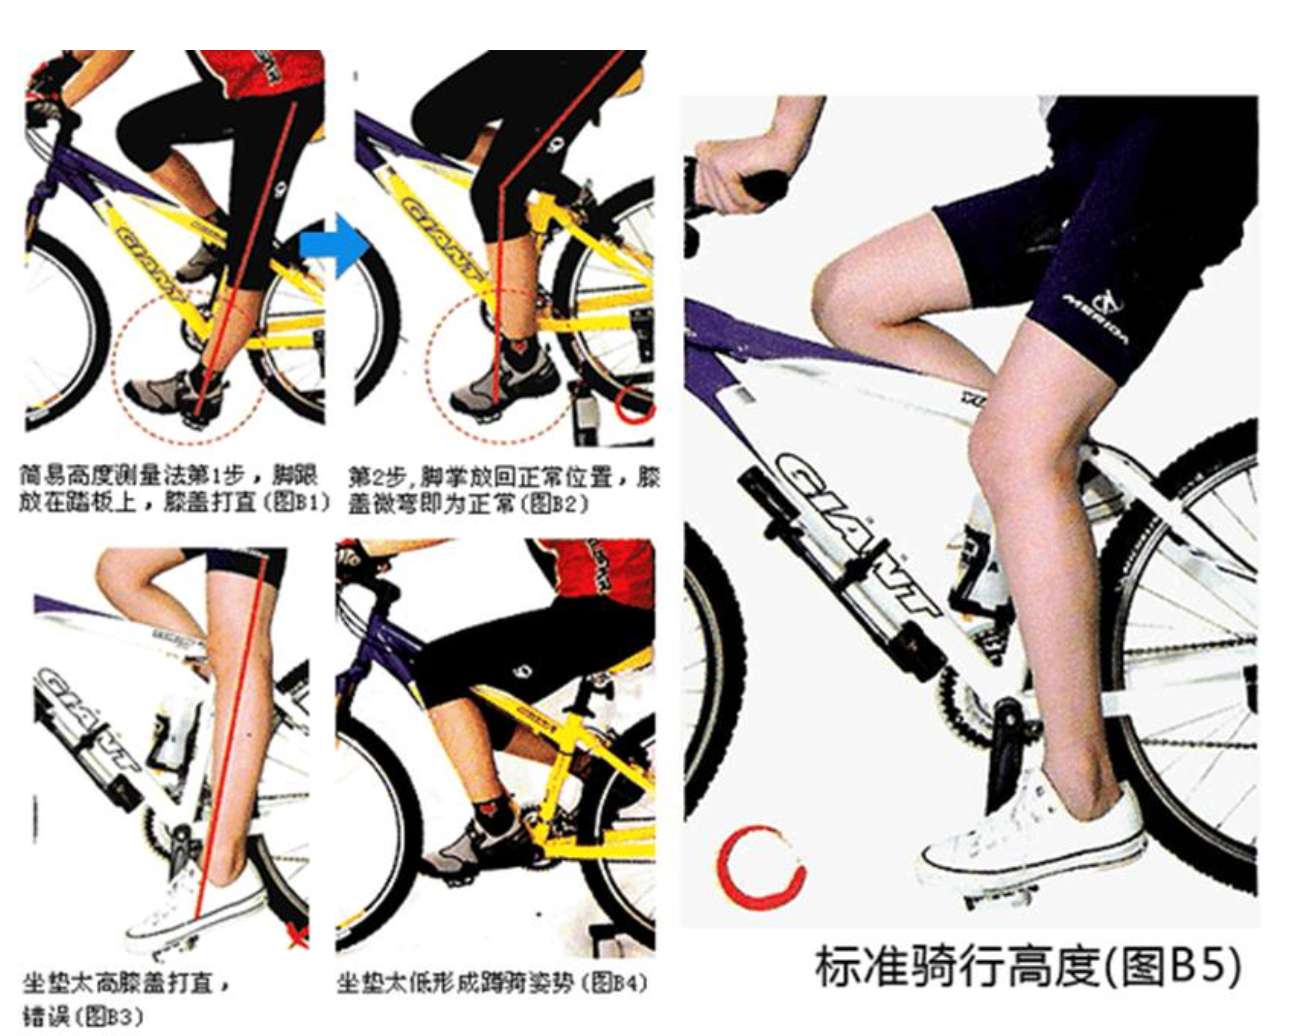 GIANT
GIANT
简易高度测量法第1步，脚跟
放在踏板上，膝盖打直(图B1)
第2步,脚掌放回正常位置，膝
盖微弯即为正常(图B2)
GIANT
坐垫太高膝盖打直，
错误(图B3)
坐垫太低形成蹲骑姿势(图B4)
MERIDA
GIANT
标准骑行高度(图B5)